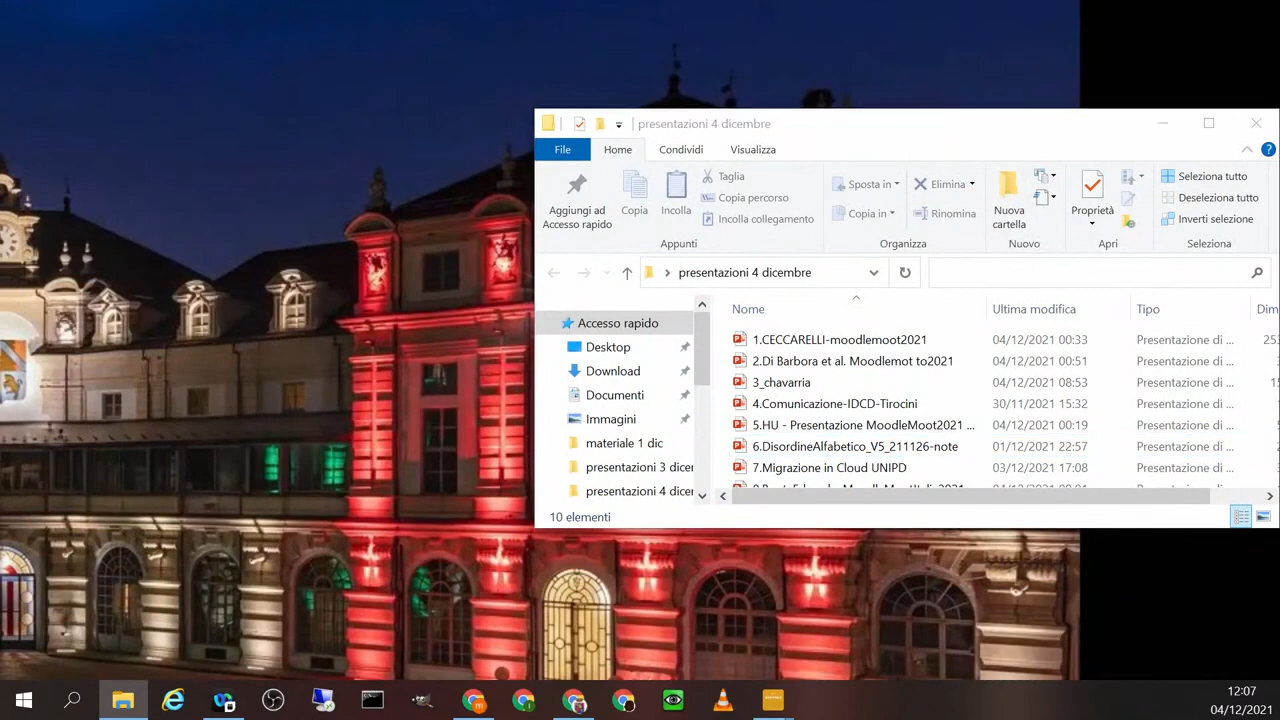 presentazioni 4 dicembre
File
Home
Condividi
Visualizza
Aggiungi ad
Accesso rapido
Copia
Incolla
Taglia
Copia percorso
Incolla collegamento
Appunti
Sposta in
Copia in
Elimina
Rinomina
Organizza
Nuova
cartella
Nuovo
Proprietà
Apri
Seleziona tutto
Deseleziona tutto
Inverti selezione
Seleziona
presentazioni 4 dicembre
Nome
Ultima modifica
Tipo
Dim
Accesso rapido
Desktop
Download
Documenti
Immagini
materiale 1 dic
presentazioni 3 dicer
presentazioni 4 dicer
1.CECCARELLI-moodlemoot2021 04/12/2021 00:33 Presentazione di ... 25
2.Di Barbora et al. Moodlemot to2021 04/12/2021 00:51 Presentazione di ...
3_chavarria 04/12/2021 08:53 Presentazione di ...
4.Comunicazione-IDCD-Tirocini 30/11/2021 15:32 Presentazione di ...
5.HU - Presentazione MoodleMoot2021 ... 04/12/2021 00:19 Presentazione di ...
6.DisordineAlfabetico_V5_211126-note 01/12/2021 22:57 Presentazione di ...
7.Migrazione in Cloud UNIPD 03/12/2021 17:08 Presentazione di ...
10 elementi
12:07
04/12/2021